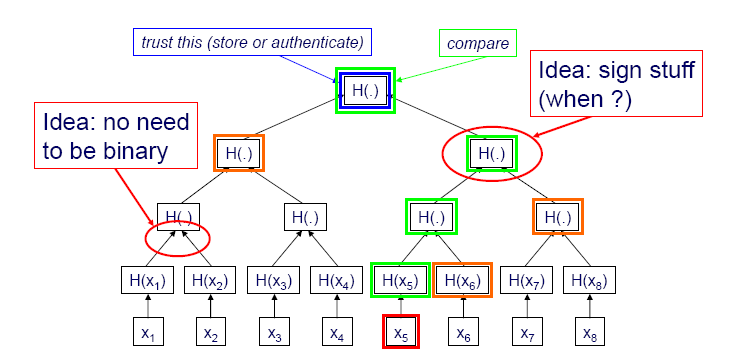 trust this (store or authenticate)
compare
H(.)
Idea: sign stuff
(when ?)
Idea: no need
to be binary
H(.)
H(.)
H(.)
H(.)
H(.)
H(.)
H(x₁)
H(x₂)
H(x₃)
H(x₄)
H(x₅)
H(x₆)
H(x₇)
H(x₈)
x₁
x₂
x₃
x₄
x₅
x₆
x₇
x₈